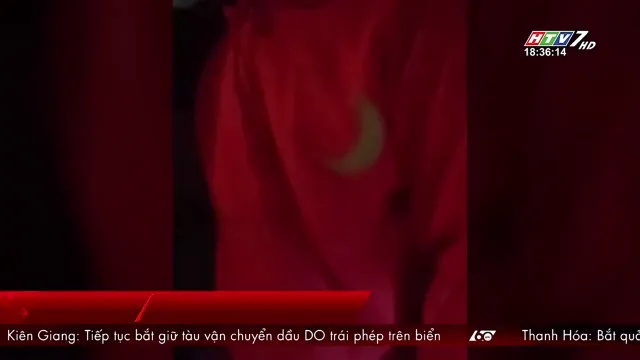 HTV7 HD
18:36:14
Kiên Giang: Tiếp tục bắt giữ tàu vận chuyển dầu DO trái phép trên biển 60 Thanh Hóa: Bắt quả